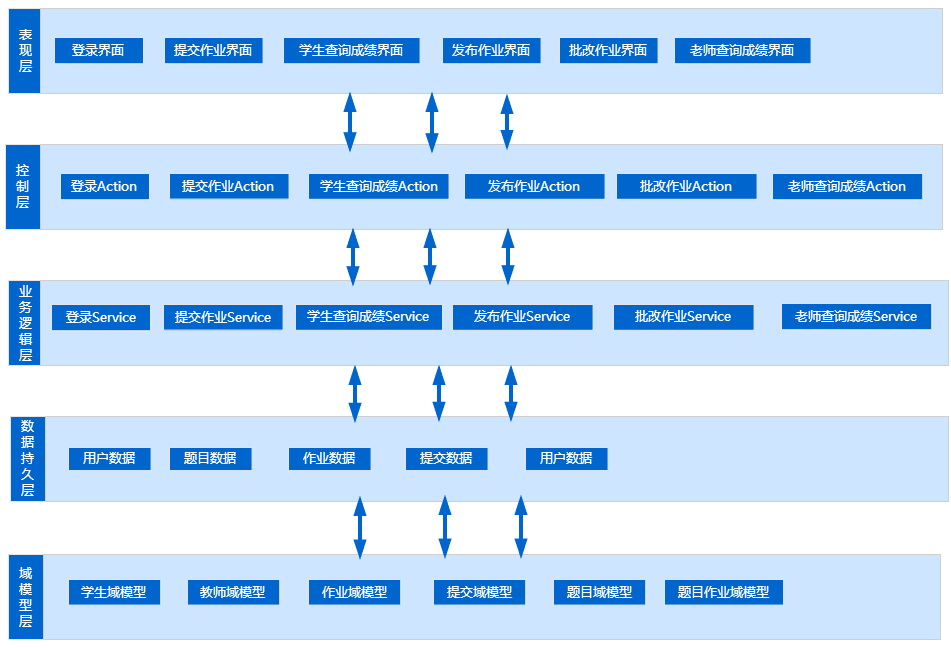 表现层
登录界面
提交作业界面
学生查询成绩界面
发布作业界面
批改作业界面
老师查询成绩界面
控制层
登录Action
提交作业Action
学生查询成绩Action
发布作业Action
批改作业Action
老师查询成绩Action
业务逻辑层
登录Service
提交作业Service
学生查询成绩Service
发布作业Service
批改作业Service
老师查询成绩Service
数据持久层
用户数据
题目数据
作业数据
提交数据
用户数据
域模型层
学生域模型
教师域模型
作业域模型
提交域模型
题目域模型
题目作业域模型